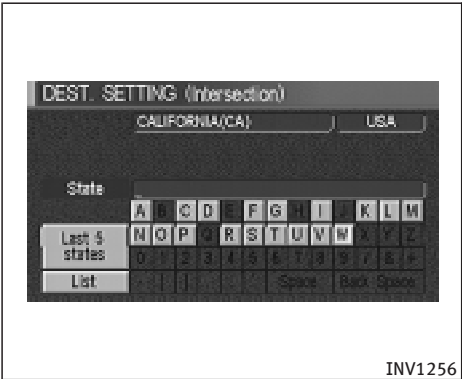 DEST. SETTING (Intersection)
CALIFORNIA(CA) USA
State
A B C D E F G H I J K L M
Last 5 states
N O P Q R S T U V W X Y Z
0 1 2 3 4 5 6 7 8 9 / & +
List
- [ ] Space Back Space
INV1256